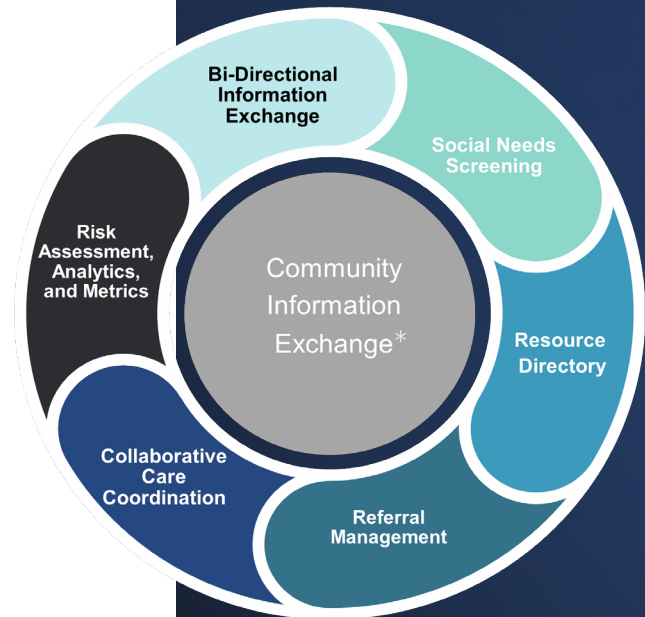 Bi-Directional
Information
Exchange
Social Needs
Screening
Resource
Directory
Referral
Management
Collaborative
Care
Coordination
Risk
Assessment,
Analytics,
and Metrics
Community
Information
Exchange*